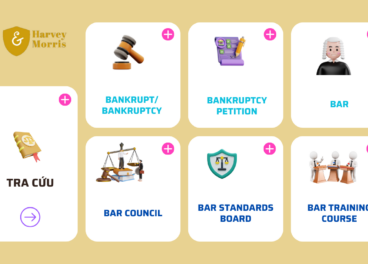 Harvey
Morris
BANKRUPT/
BANKRUPTCY
BANKRUPTCY
PETITION
BAR
TRA CỨU
BAR COUNCIL
BAR STANDARDS
BOARD
BAR TRAINING
COURSE